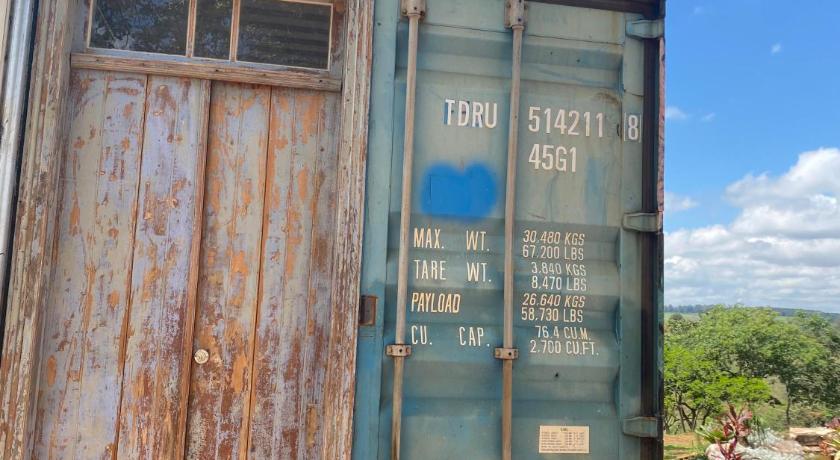 TDRU 514211 8
45G1
MAX. WT. 30,480 KGS
67,200 LBS
TARE WT. 3,840 KGS
8,470 LBS
PAYLOAD 26,640 KGS
58,730 LBS
CU. CAP. 76.4 CU.M.
2,700 CU.FT.